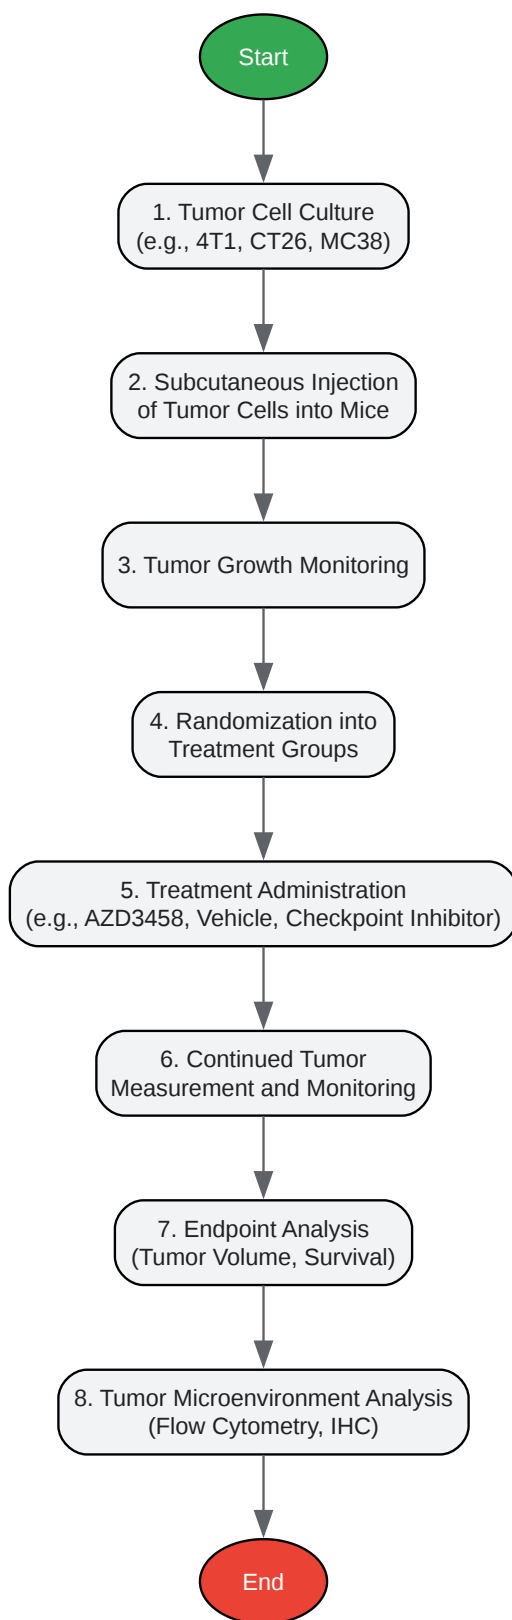 Start
1. Tumor Cell Culture
(e.g., 4T1, CT26, MC38)
2. Subcutaneous Injection
of Tumor Cells into Mice
3. Tumor Growth Monitoring
4. Randomization into
Treatment Groups
5. Treatment Administration
(e.g., AZD3458, Vehicle, Checkpoint Inhibitor)
6. Continued Tumor
Measurement and Monitoring
7. Endpoint Analysis
(Tumor Volume, Survival)
8. Tumor Microenvironment Analysis
(Flow Cytometry, IHC)
End